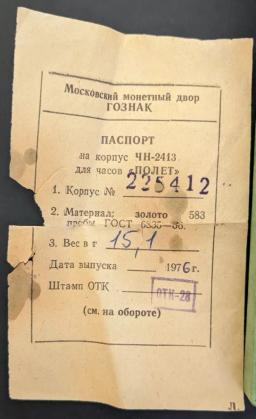 Московский монетный двор
ГОЗНАК
ПАСПОРТ
на корпус ЧН-2413
для часов «ПОЛЕТ»
1. Корпус № 225412
2. Материал: золото 583
пробы ГОСТ
3. Вес в г 15,1
Дата выпуска 1976 г.
Штамп ОТК ОТК-28
(см. на обороте)
Л.